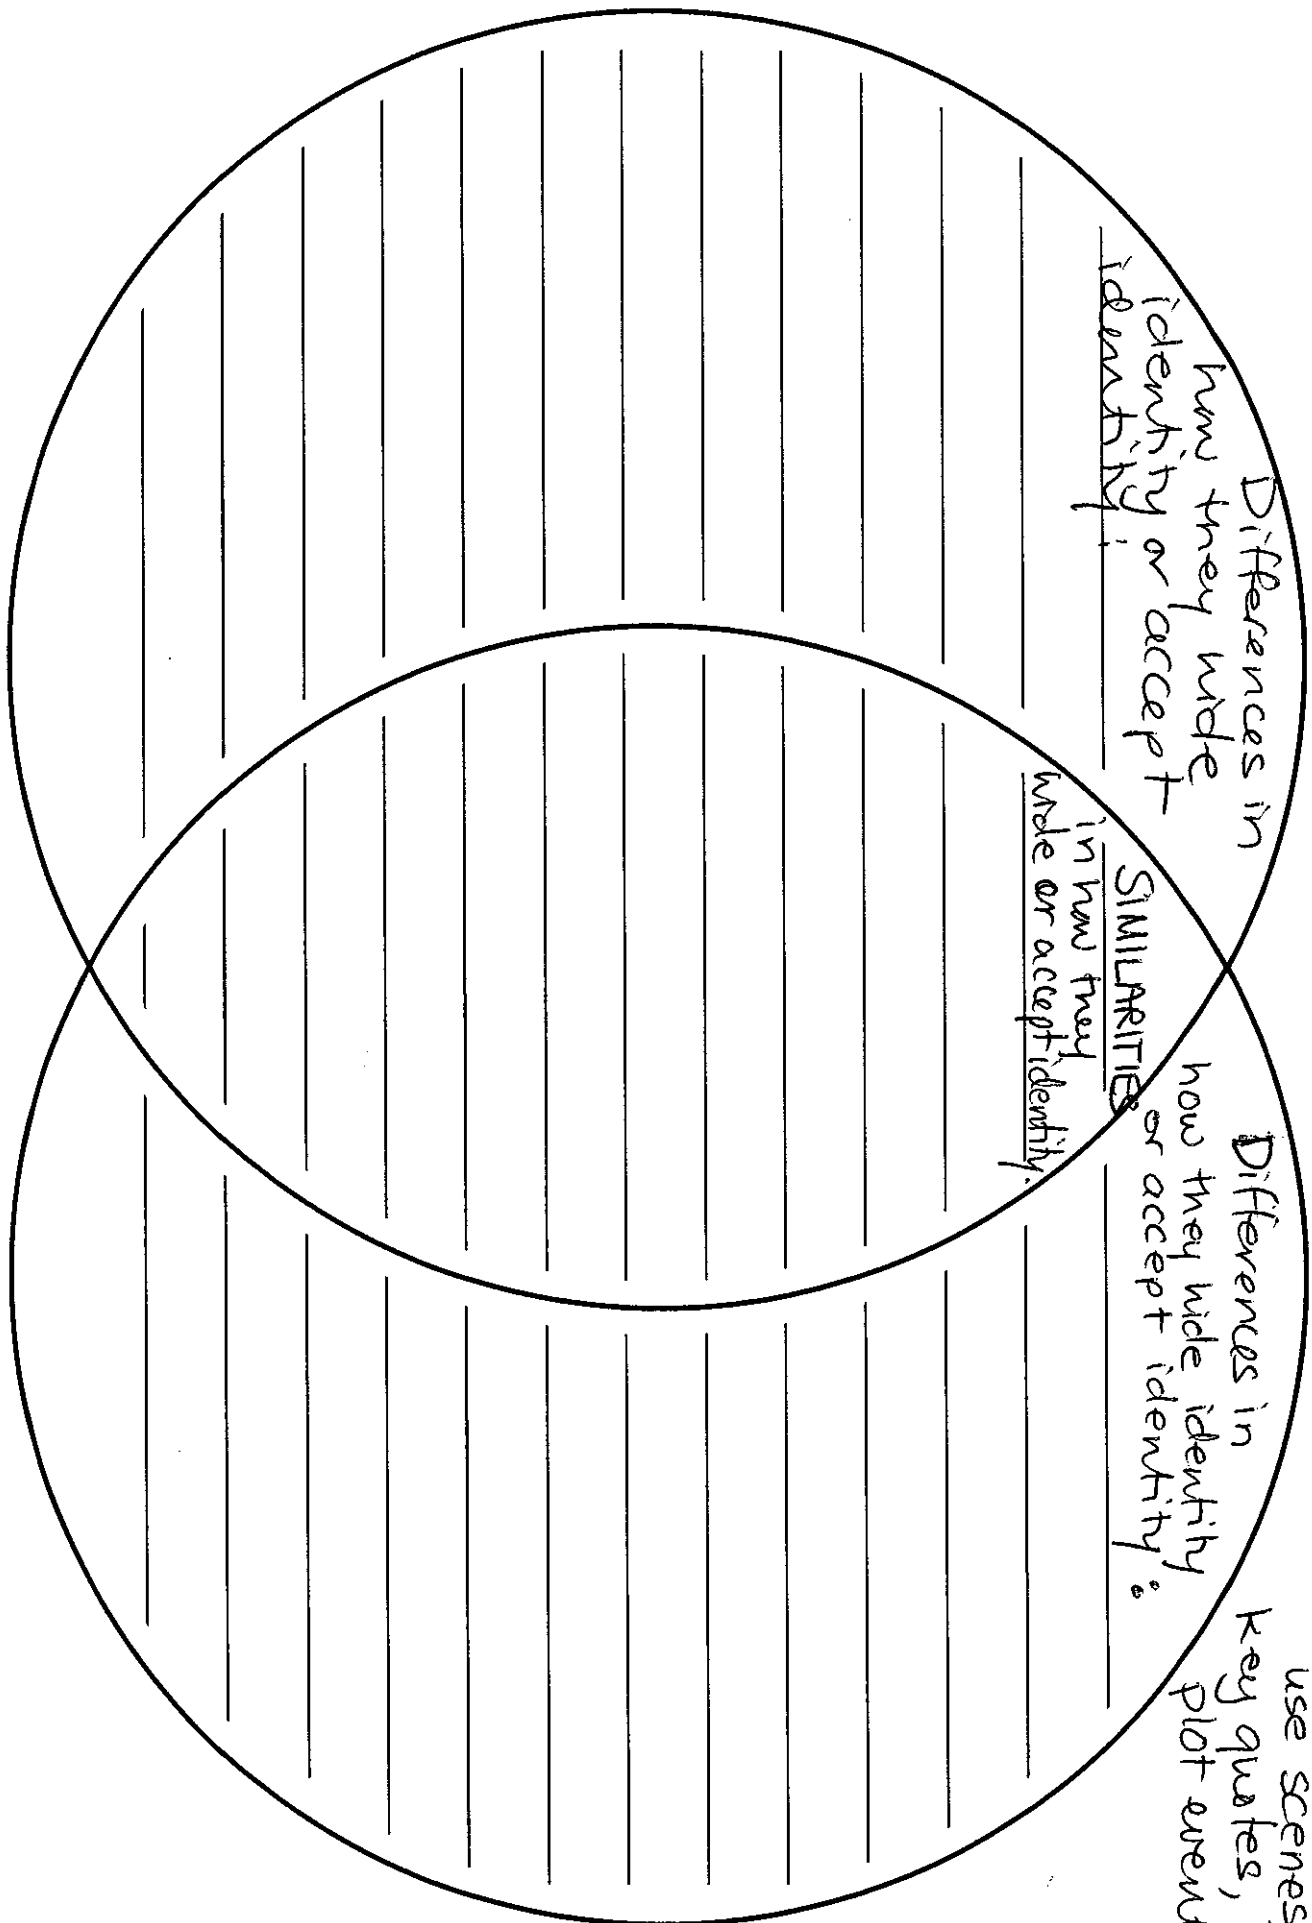 Differences in
how they hide
identity or accept
identity:
SIMILARITIES
in how they
hide or accept identity.
Differences in
how they hide identity
or accept identity:
use scenes,
key quotes,
plot